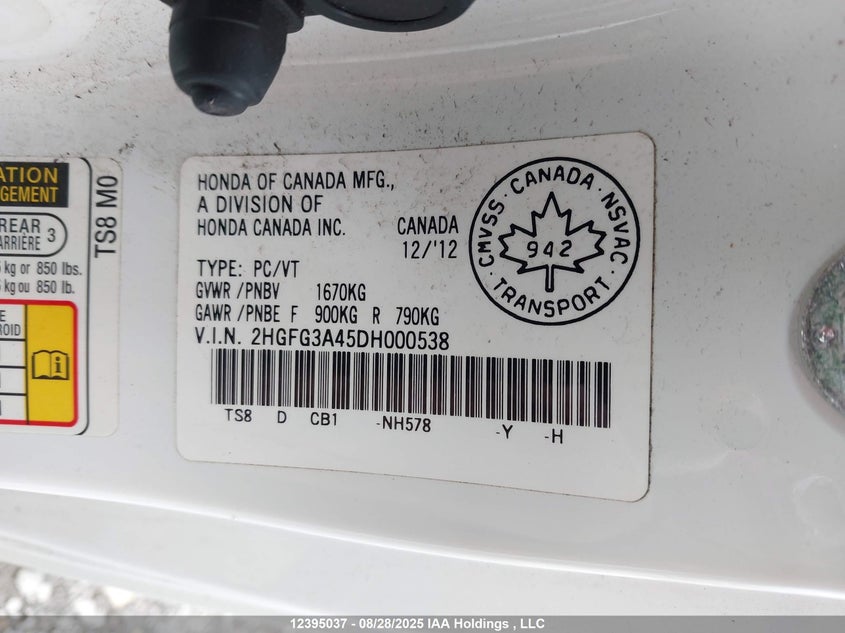 ATION
GEMENT
REAR
ARRIÈRE 3
kg or 850 lbs.
kg ou 850 lb.
TS8 M0
HONDA OF CANADA MFG.,
A DIVISION OF
HONDA CANADA INC. CANADA
12/'12
TYPE: PC/VT
GVWR /PNBV 1670KG
GAWR /PNBE F 900KG R 790KG
V.I.N. 2HGFG3A45DH000538
TS8 D CB1 -NH578 -Y -H
CMVSS · CANADA · NSVAC
942
· TRANSPORT ·
12395037 - 08/28/2025 IAA Holdings , LLC